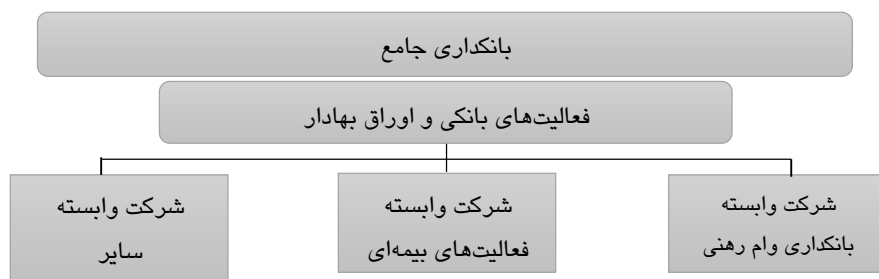 بانکداری جامع
فعالیت‌های بانکی و اوراق بهادار
شرکت وابسته
بانکداری وام رهنی
شرکت وابسته
فعالیت‌های بیمه‌ای
شرکت وابسته
سایر